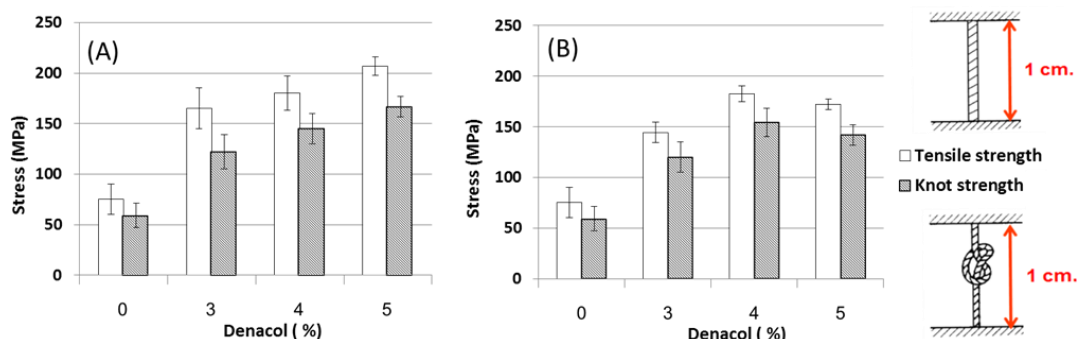 (A)
Stress (MPa)
250
200
150
100
50
0
0 3 4 5
Denacol ( %)
(B)
Stress (MPa)
250
200
150
100
50
0
0 3 4 5
Denacol ( %)
1 cm.
Tensile strength
Knot strength
1 cm.